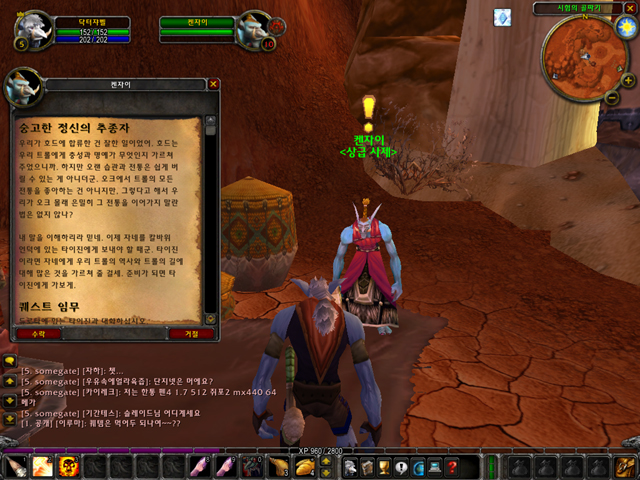 닥터자벨
152 / 152
202 / 202
5
켄자이
10
시험의 골짜기
N
켄자이
숭고한 정신의 추종자
우리가 호드에 합류한 건 잘한 일이었어. 호드는
우리 트롤에게 충성과 명예가 무엇인지 가르쳐
주었으니까. 하지만 오랜 습관과 전통은 쉽게 버
릴 수 있는 게 아니더군. 오크에서 트롤의 모든
전통을 좋아하는 건 아니지만, 그렇다고 해서 우
리가 오크 몰래 은밀히 그 전통을 이어가지 말란
법은 없지 않나?
내 말을 이해하리라 믿네. 이제 자네를 칼바위
언덕에 있는 타이진에게 보내야 할 때군. 타이진
이라면 자네에게 우리 트롤의 역사와 트롤의 길에
대해 많은 것을 가르쳐 줄 걸세. 준비가 되면 타
이진에게 가보게.
퀘스트 임무
수락
거절
켄자이
<상급 사제>
[5. somegate] [자하]: 쳇...
[5. somegate] [우유속에얼라육즙]: 단지넷은 머에요?
[5. somegate] [카이레크]: 저는 한통 펜4 1.7 512 쥐포2 mx440 64
메가
[5. somegate] [키간테스]: 슬레이드님 어디계세요
[1. 공개] [이루마]: 퀘템은 먹어두 되나여~~??
XP 960 / 2800